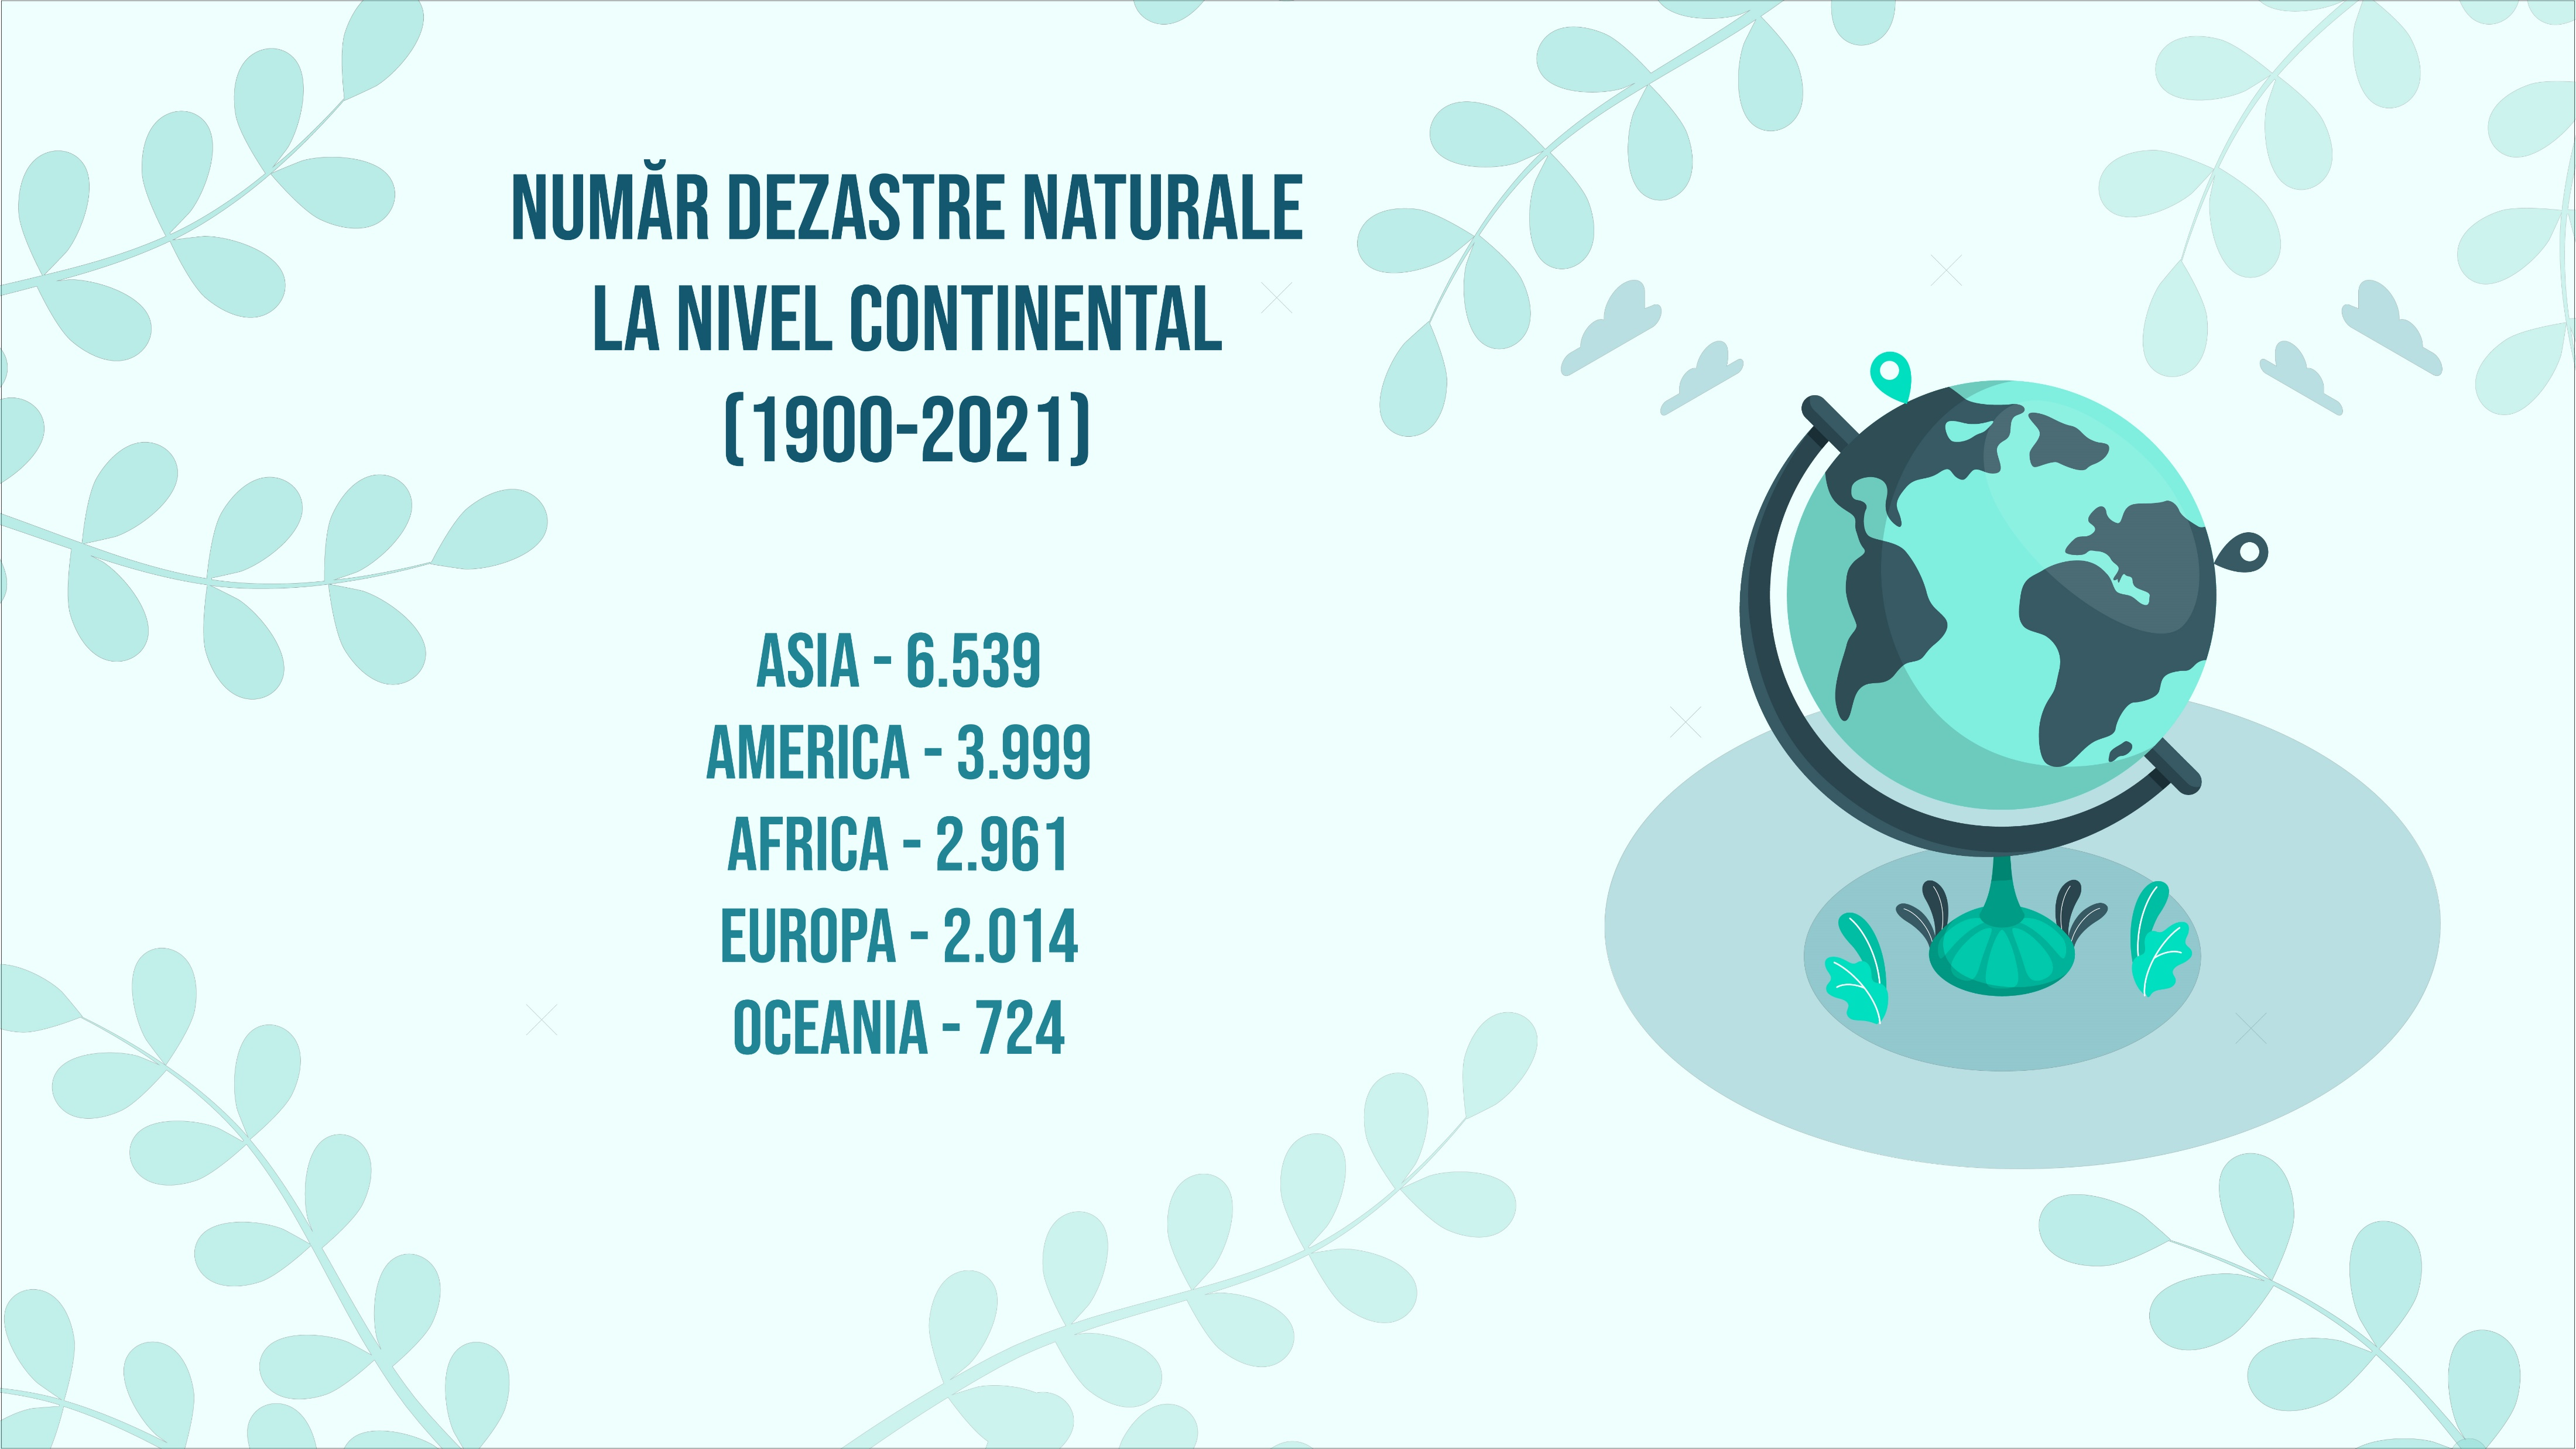 NUMĂR DEZASTRE NATURALE
LA NIVEL CONTINENTAL
(1900-2021)
ASIA - 6.539
AMERICA - 3.999
AFRICA - 2.961
EUROPA - 2.014
OCEANIA - 724